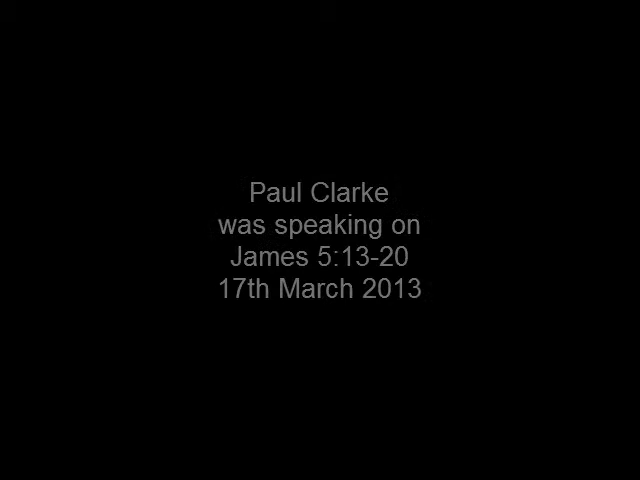 Paul Clarke
was speaking on
James 5:13-20
17th March 2013